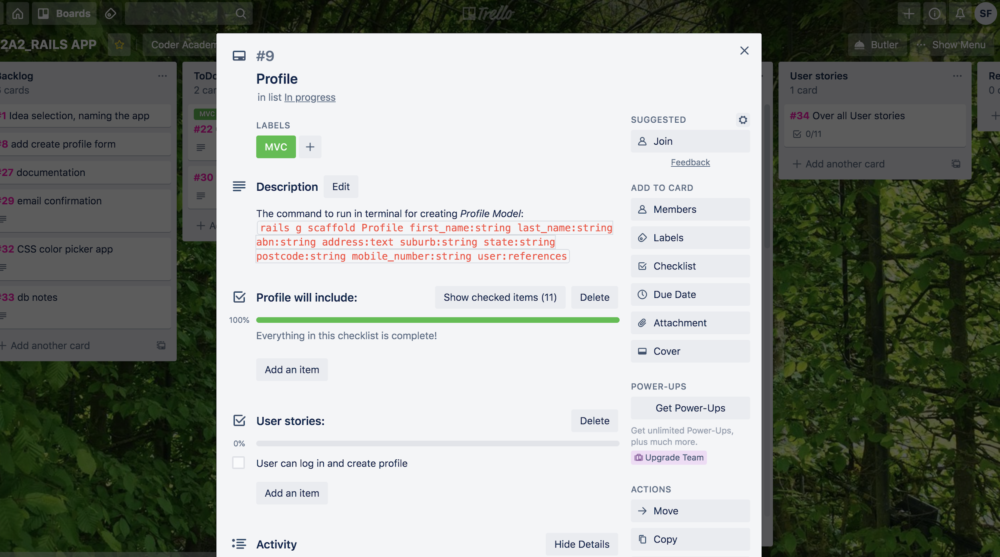 Boards
Trello
SF
2A2_RAILS APP
Coder Academ
Butler
Show Menu
Backlog
6 cards
#1 Idea selection, naming the app
#8 add create profile form
#27 documentation
#29 email confirmation
#32 CSS color picker app
#33 db notes
Add another card
ToDo
2 car
MVC
#22
#30
#9
Profile
in list In progress
LABELS
MVC
Description
Edit
The command to run in terminal for creating Profile Model:
rails g scaffold Profile first_name:string last_name:string
abn:string address:text suburb:string state:string
postcode:string mobile_number:string user:references
Profile will include:
Show checked items (11)
Delete
100%
Everything in this checklist is complete!
Add an item
User stories:
Delete
0%
User can log in and create profile
Add an item
Activity
Hide Details
SUGGESTED
Join
Feedback
ADD TO CARD
Members
Labels
Checklist
Due Date
Attachment
Cover
POWER-UPS
Get Power-Ups
Get unlimited Power-Ups,
plus much more.
Upgrade Team
ACTIONS
Move
Copy
User stories
1 card
#34 Over all User stories
0/11
Add another card
Re
0